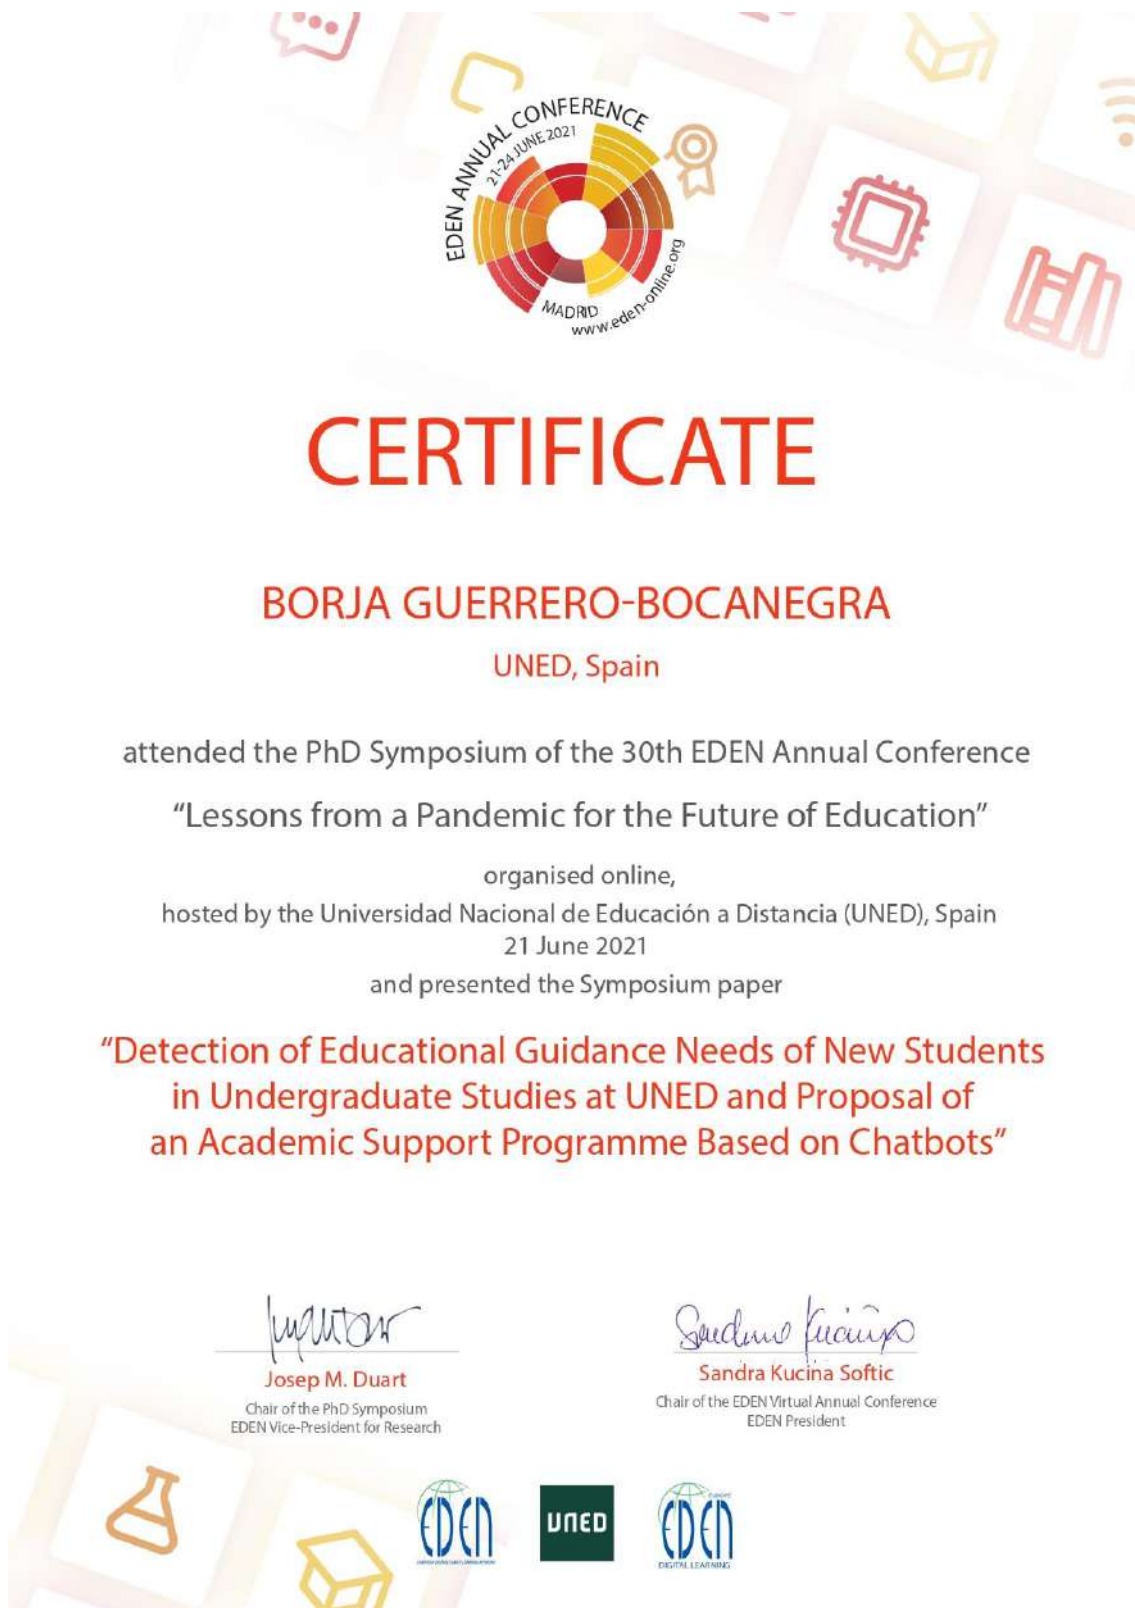 EDEN ANNUAL CONFERENCE
21-24 JUNE 2021
MADRID
www.eden-online.org
CERTIFICATE
BORJA GUERRERO-BOCANEGRA
UNED, Spain
attended the PhD Symposium of the 30th EDEN Annual Conference
“Lessons from a Pandemic for the Future of Education”
organised online,
hosted by the Universidad Nacional de Educación a Distancia (UNED), Spain
21 June 2021
and presented the Symposium paper
“Detection of Educational Guidance Needs of New Students
in Undergraduate Studies at UNED and Proposal of
an Academic Support Programme Based on Chatbots”
Josep M. Duart
Chair of the PhD Symposium
EDEN Vice-President for Research
Sandra Kucina Softic
Chair of the EDEN Virtual Annual Conference
EDEN President
EDEN
UNED
EDEN
DIGITAL LEARNING